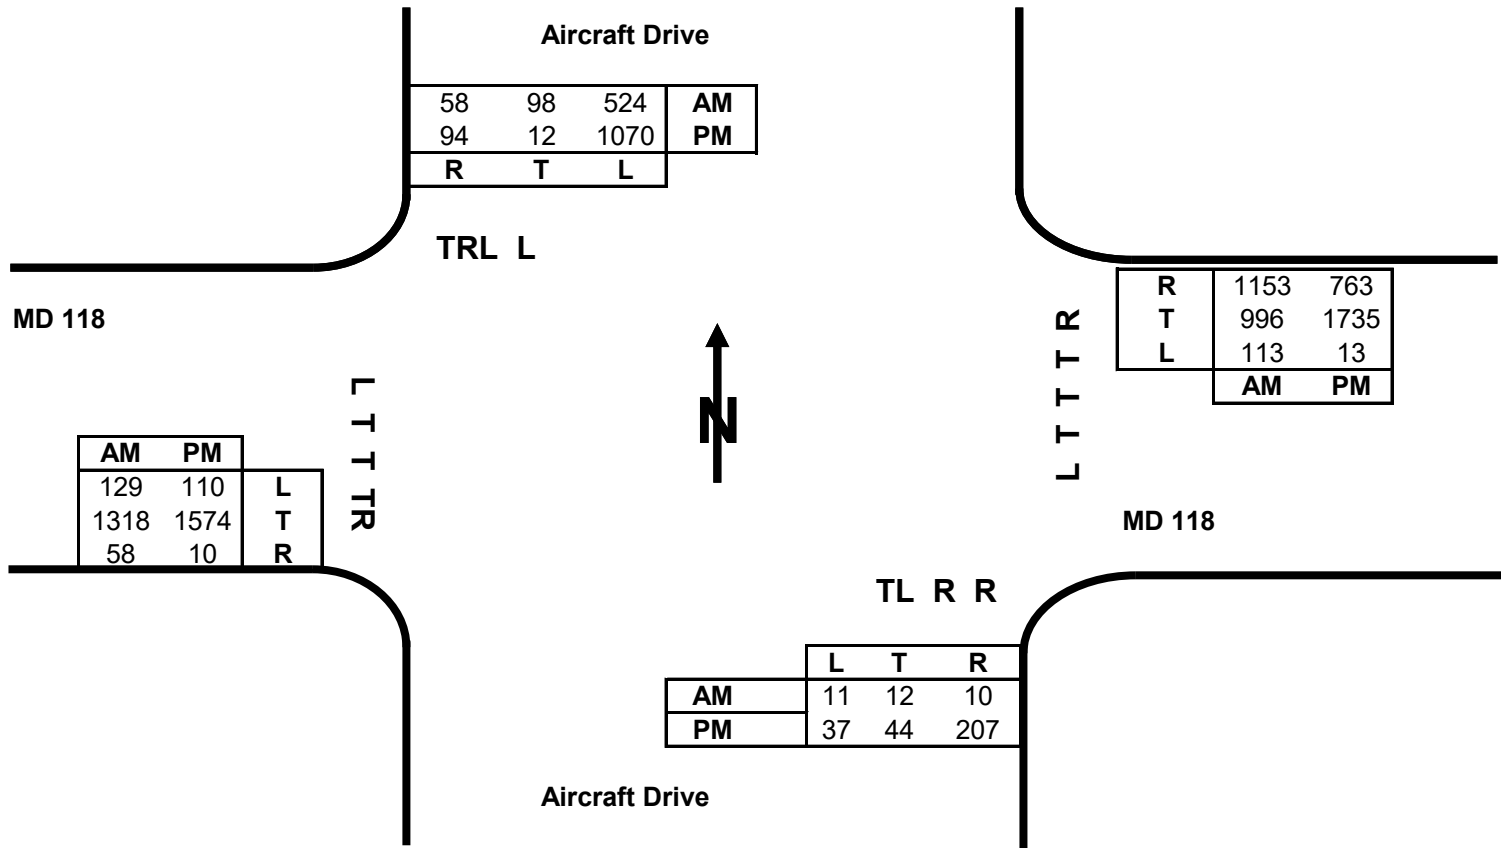 Aircraft Drive
58 98 524 AM
94 12 1070 PM
R T L
TRL L
MD 118
R 1153 763
T 996 1735
L 113 13
AM PM
L T T T R
L T T TR
N
AM PM
129 110 L
1318 1574 T
58 10 R
MD 118
TL R R
L T R
AM 11 12 10
PM 37 44 207
Aircraft Drive